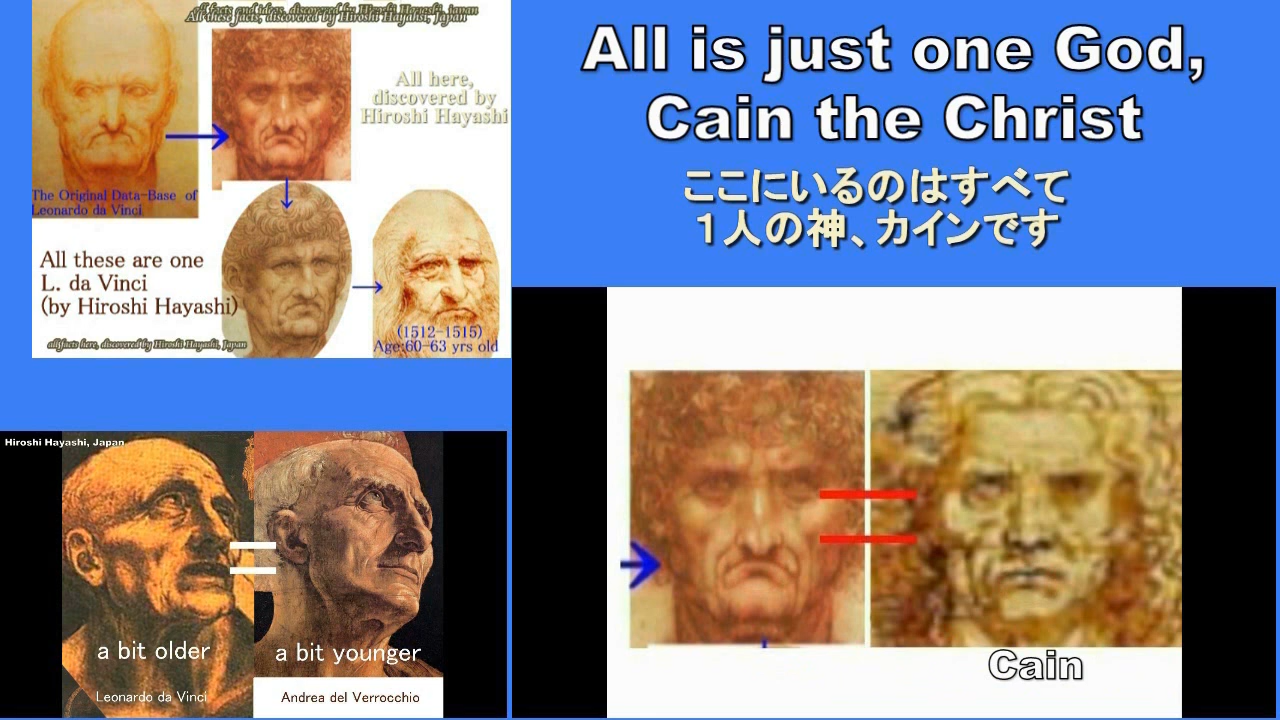 All these facts, discovered by Hiroshi Hayashi, Japan
All here,
discovered by
Hiroshi Hayashi
The Original Data-Base of
Leonardo da Vinci
All these are one
L. da Vinci
(by Hiroshi Hayashi)
(1512-1515)
Age:60-63 yrs old
all facts here, discovered by Hiroshi Hayashi, Japan
All is just one God,
Cain the Christ
ここにいるのはすべて
１人の神、カインです
Hiroshi Hayashi, Japan
a bit older
a bit younger
Leonardo da Vinci
Andrea del Verrocchio
Cain